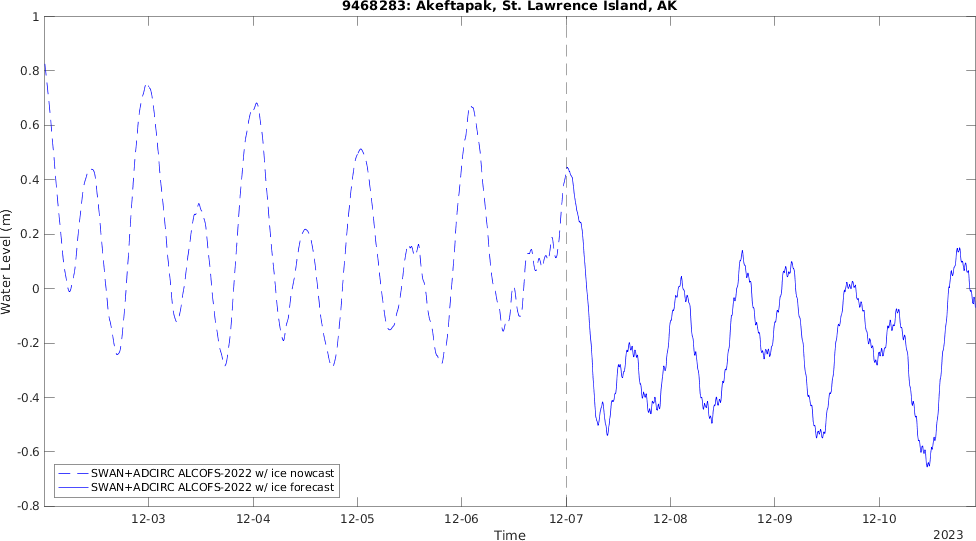 9468283: Akeftapak, St. Lawrence Island, AK
Water Level (m)
1
0.8
0.6
0.4
0.2
0
-0.2
-0.4
-0.6
-0.8
SWAN+ADCIRC ALCOFS-2022 w/ ice nowcast
SWAN+ADCIRC ALCOFS-2022 w/ ice forecast
12-03 12-04 12-05 12-06 12-07 12-08 12-09 12-10
Time
2023